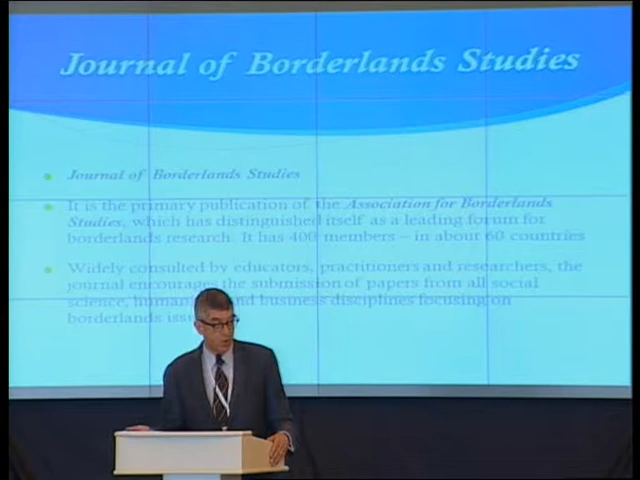 Journal of Borderlands Studies
Journal of Borderlands Studies
It is the primary publication of the Association for Borderlands
Studies, which has distinguished itself as a leading forum for
borderlands research. It has 400 members – in about 60 countries
Widely consulted by educators, practitioners and researchers, the
journal encourages the submission of papers from all social
science, and business disciplines focusing on
borderlands